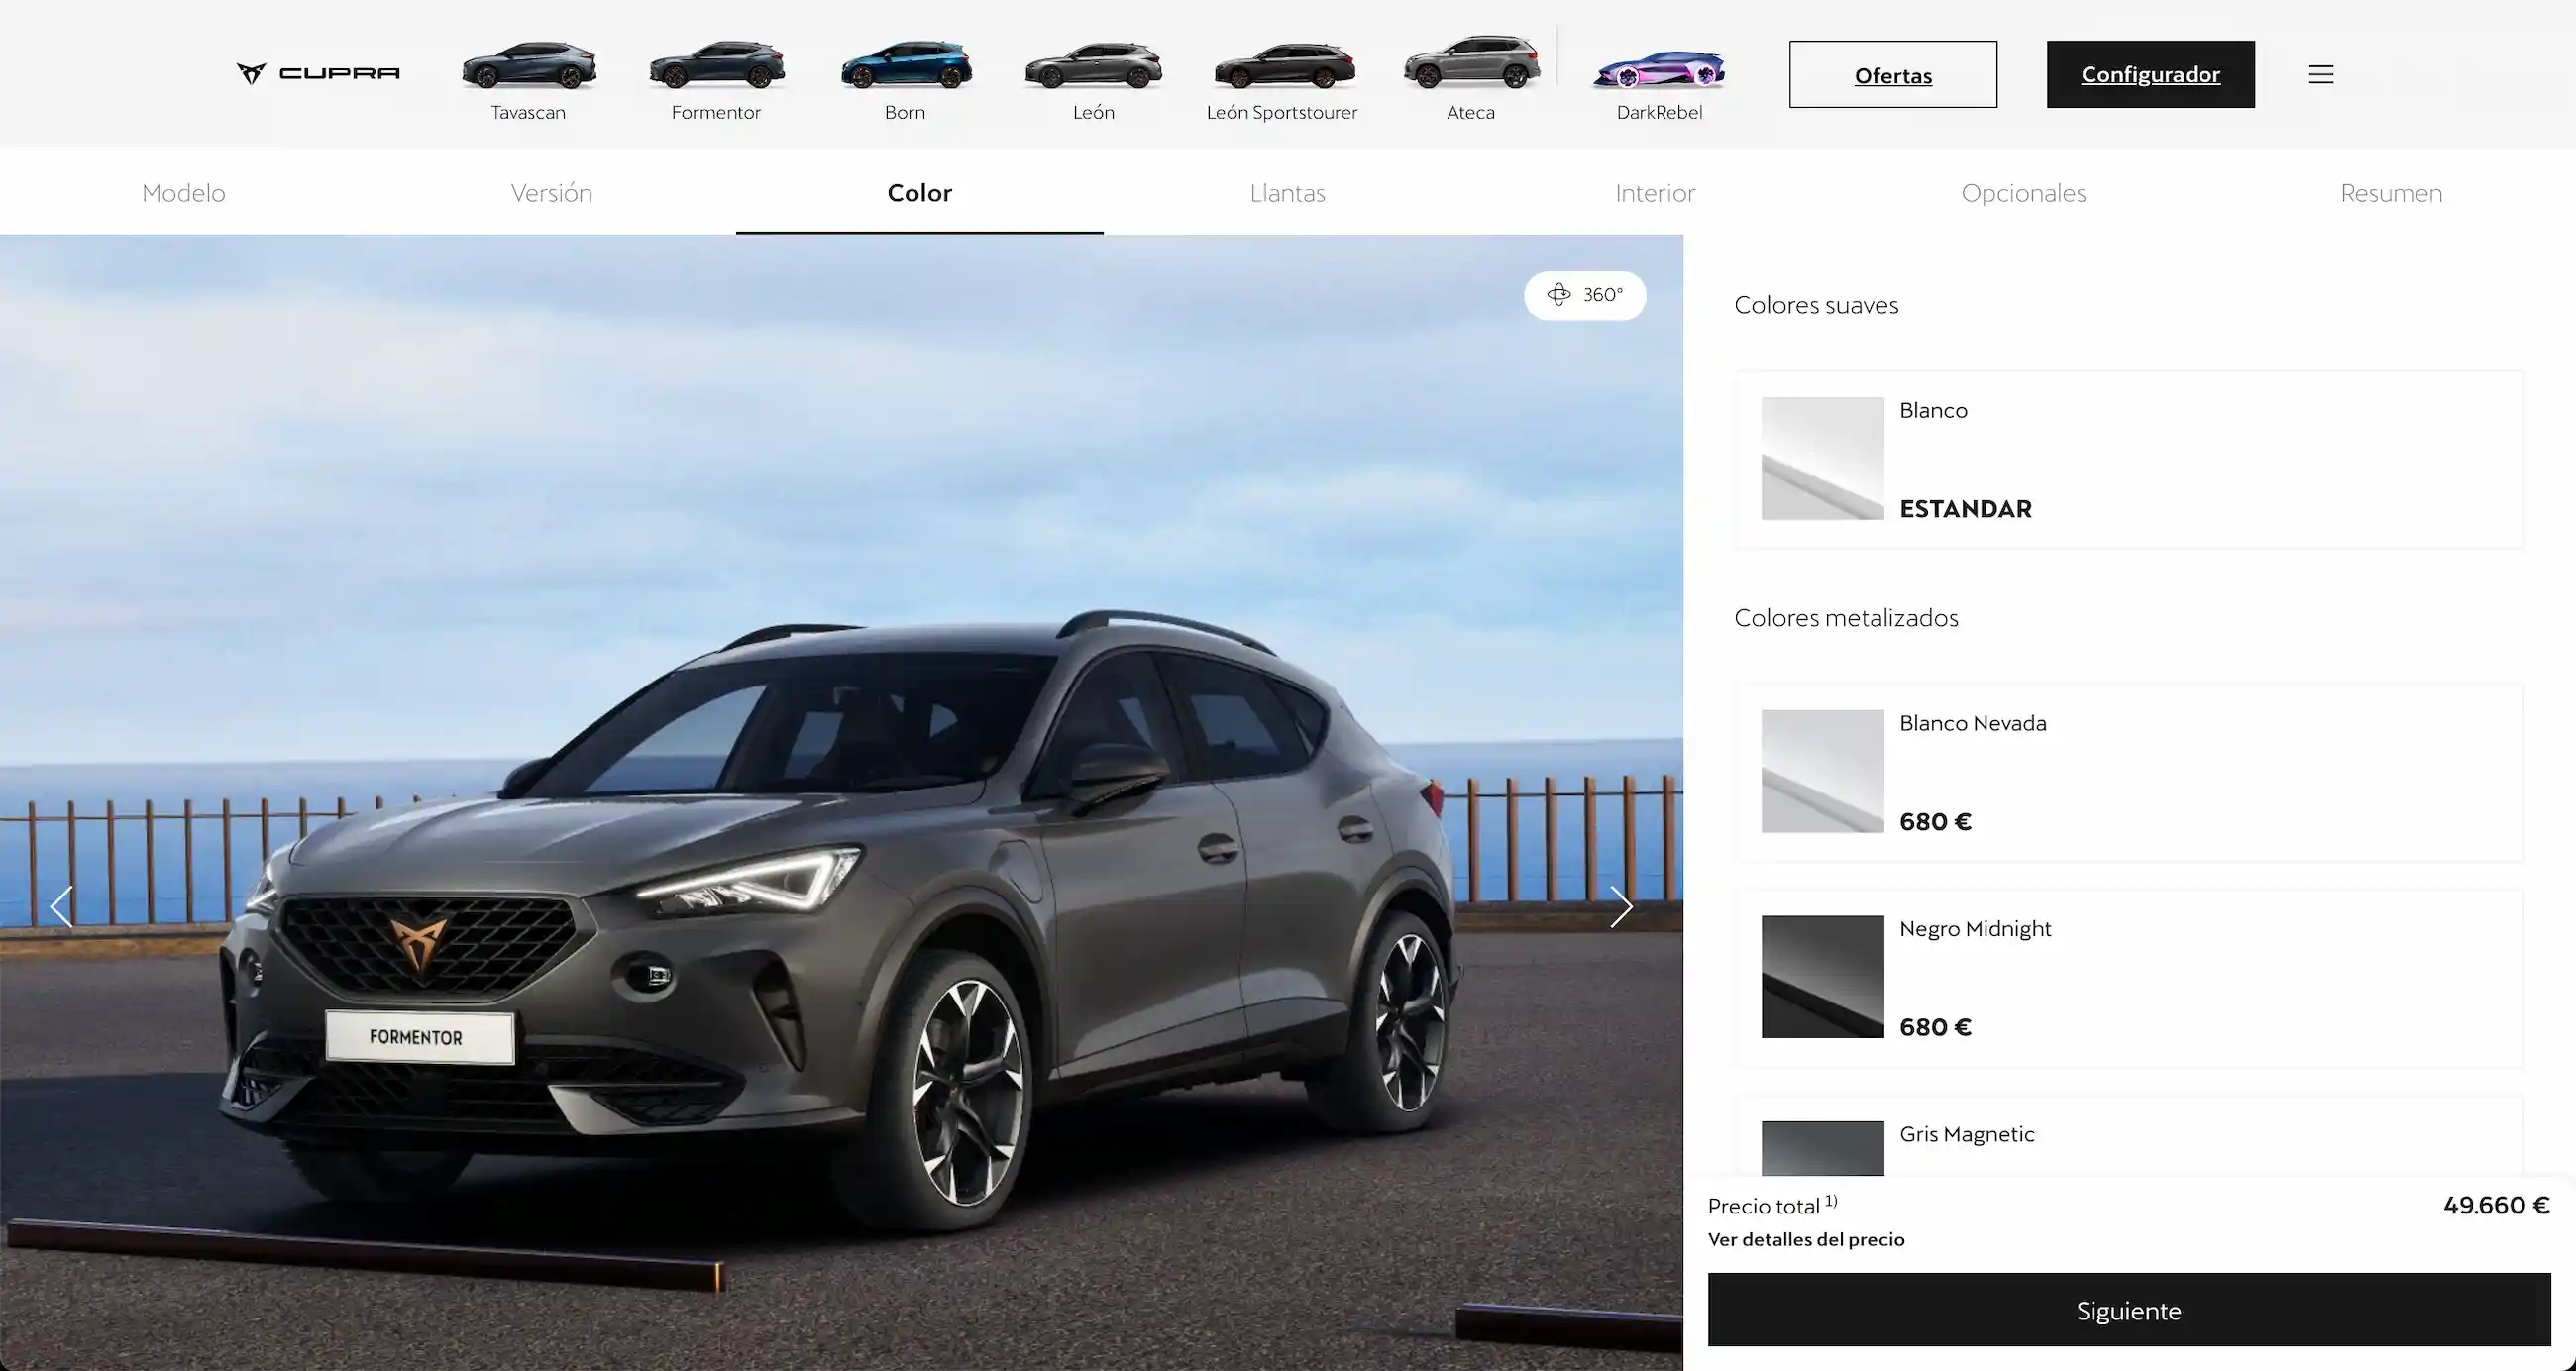 CUPRA
Tavascan
Formentor
Born
León
León Sportstourer
Ateca
DarkRebel
Ofertas
Configurador
Modelo
Versión
Color
Llantas
Interior
Opcionales
Resumen
360°
FORMENTOR
Colores suaves
Blanco
ESTANDAR
Colores metalizados
Blanco Nevada
680 €
Negro Midnight
680 €
Gris Magnetic
Precio total 1) 49.660 €
Ver detalles del precio
Siguiente